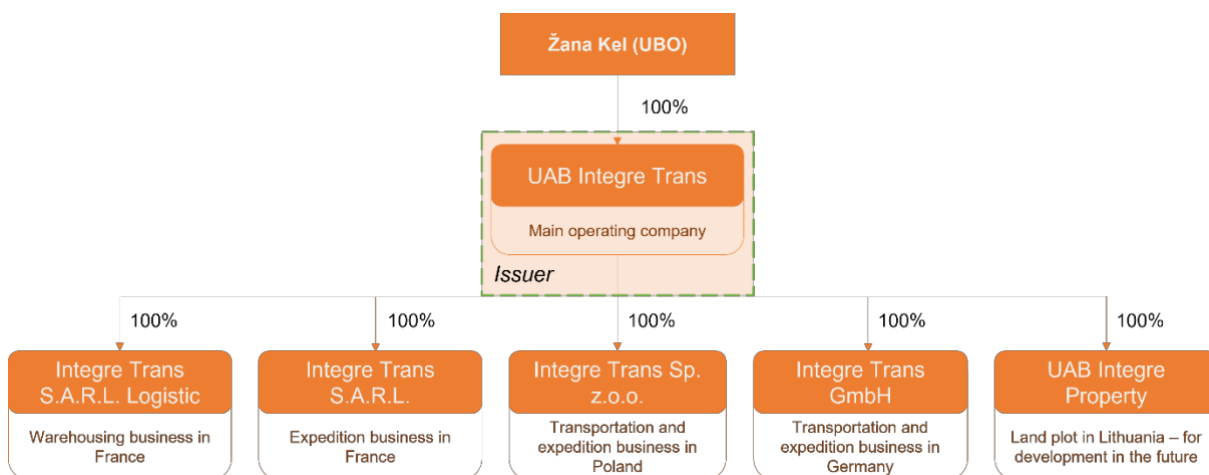 Žana Kel (UBO)
100%
UAB Integre Trans
Main operating company
Issuer
100%
100%
100%
100%
100%
Integre Trans
S.A.R.L. Logistic
Warehousing business in
France
Integre Trans
S.A.R.L.
Expedition business in
France
Integre Trans Sp.
z.o.o.
Transportation and
expedition business in
Poland
Integre Trans
GmbH
Transportation and
expedition business in
Germany
UAB Integre
Property
Land plot in Lithuania – for
development in the future